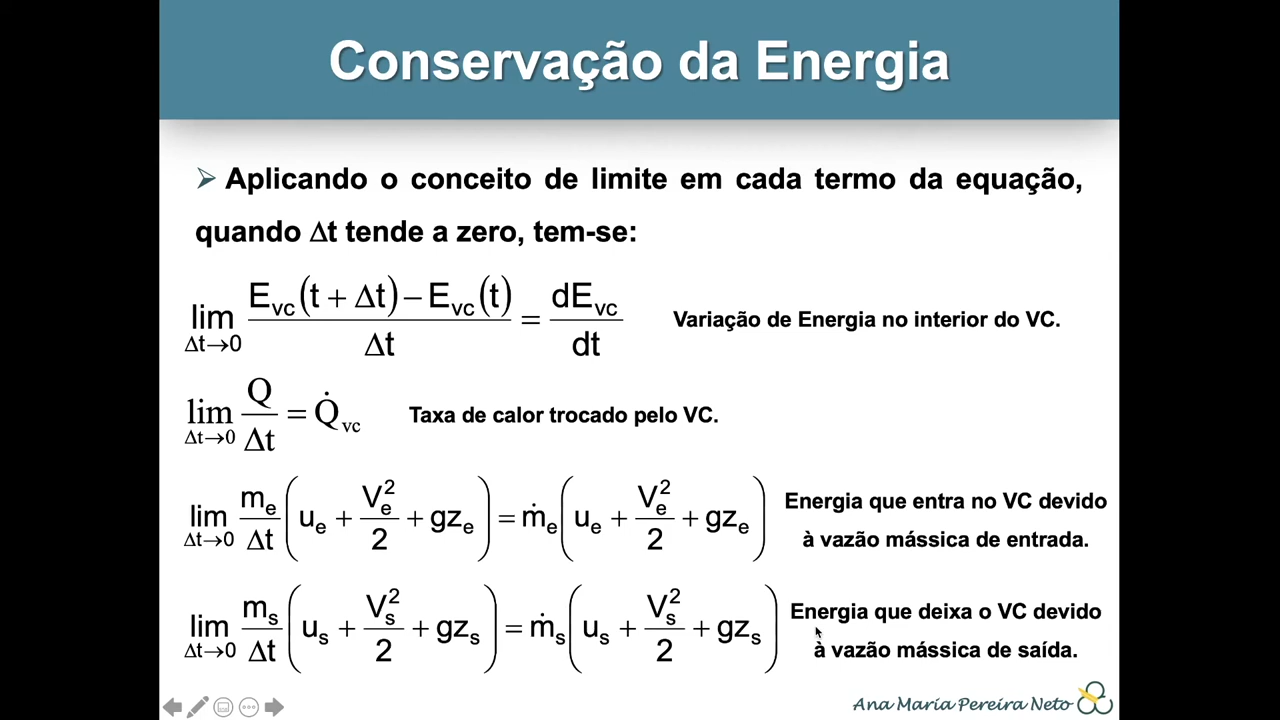 Conservação da Energia
➢ Aplicando o conceito de limite em cada termo da equação,
quando Δt tende a zero, tem-se:
lim Δt→0 (E_vc(t + Δt) − E_vc(t)) / Δt = dE_vc / dt Variação de Energia no interior do VC.
lim Δt→0 Q / Δt = Q̇_vc Taxa de calor trocado pelo VC.
lim Δt→0 m_e / Δt (u_e + V_e² / 2 + gz_e) = ṁ_e (u_e + V_e² / 2 + gz_e) Energia que entra no VC devido
à vazão mássica de entrada.
lim Δt→0 m_s / Δt (u_s + V_s² / 2 + gz_s) = ṁ_s (u_s + V_s² / 2 + gz_s) Energia que deixa o VC devido
à vazão mássica de saída.
Ana Maria Pereira Neto